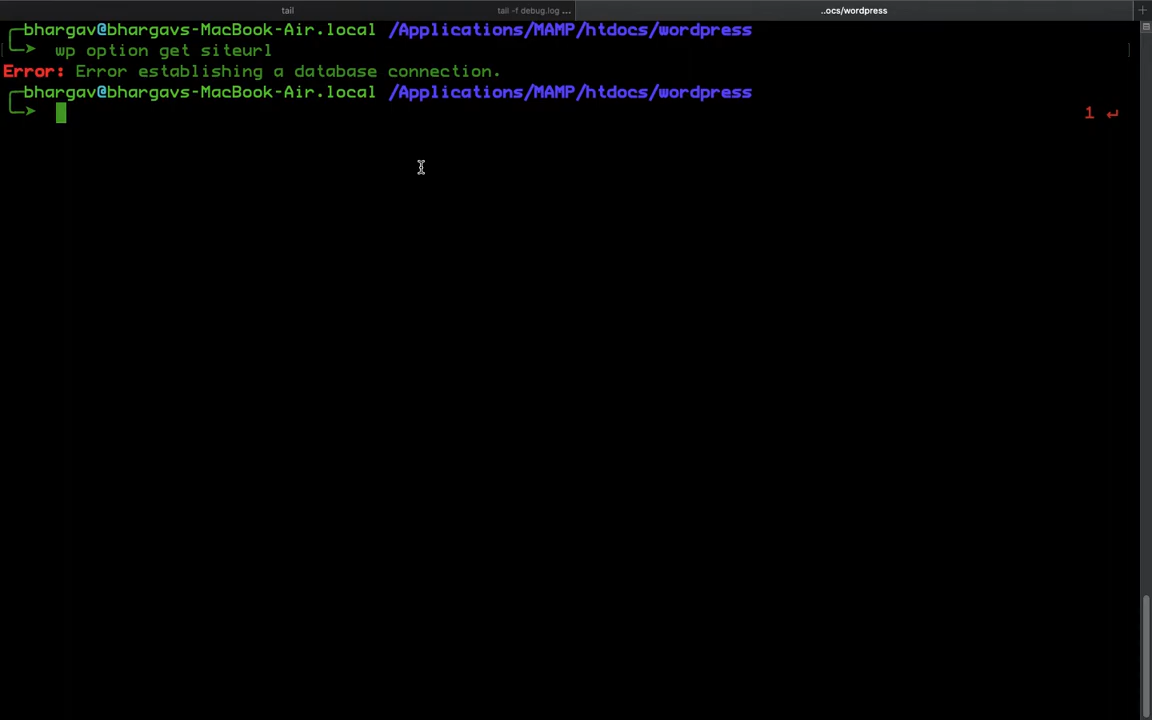 tail
tail -f debug.log ...
..ocs/wordpress
bhargav@bhargavs-MacBook-Air.local /Applications/MAMP/htdocs/wordpress
wp option get siteurl
Error: Error establishing a database connection.
bhargav@bhargavs-MacBook-Air.local /Applications/MAMP/htdocs/wordpress
1 ↵